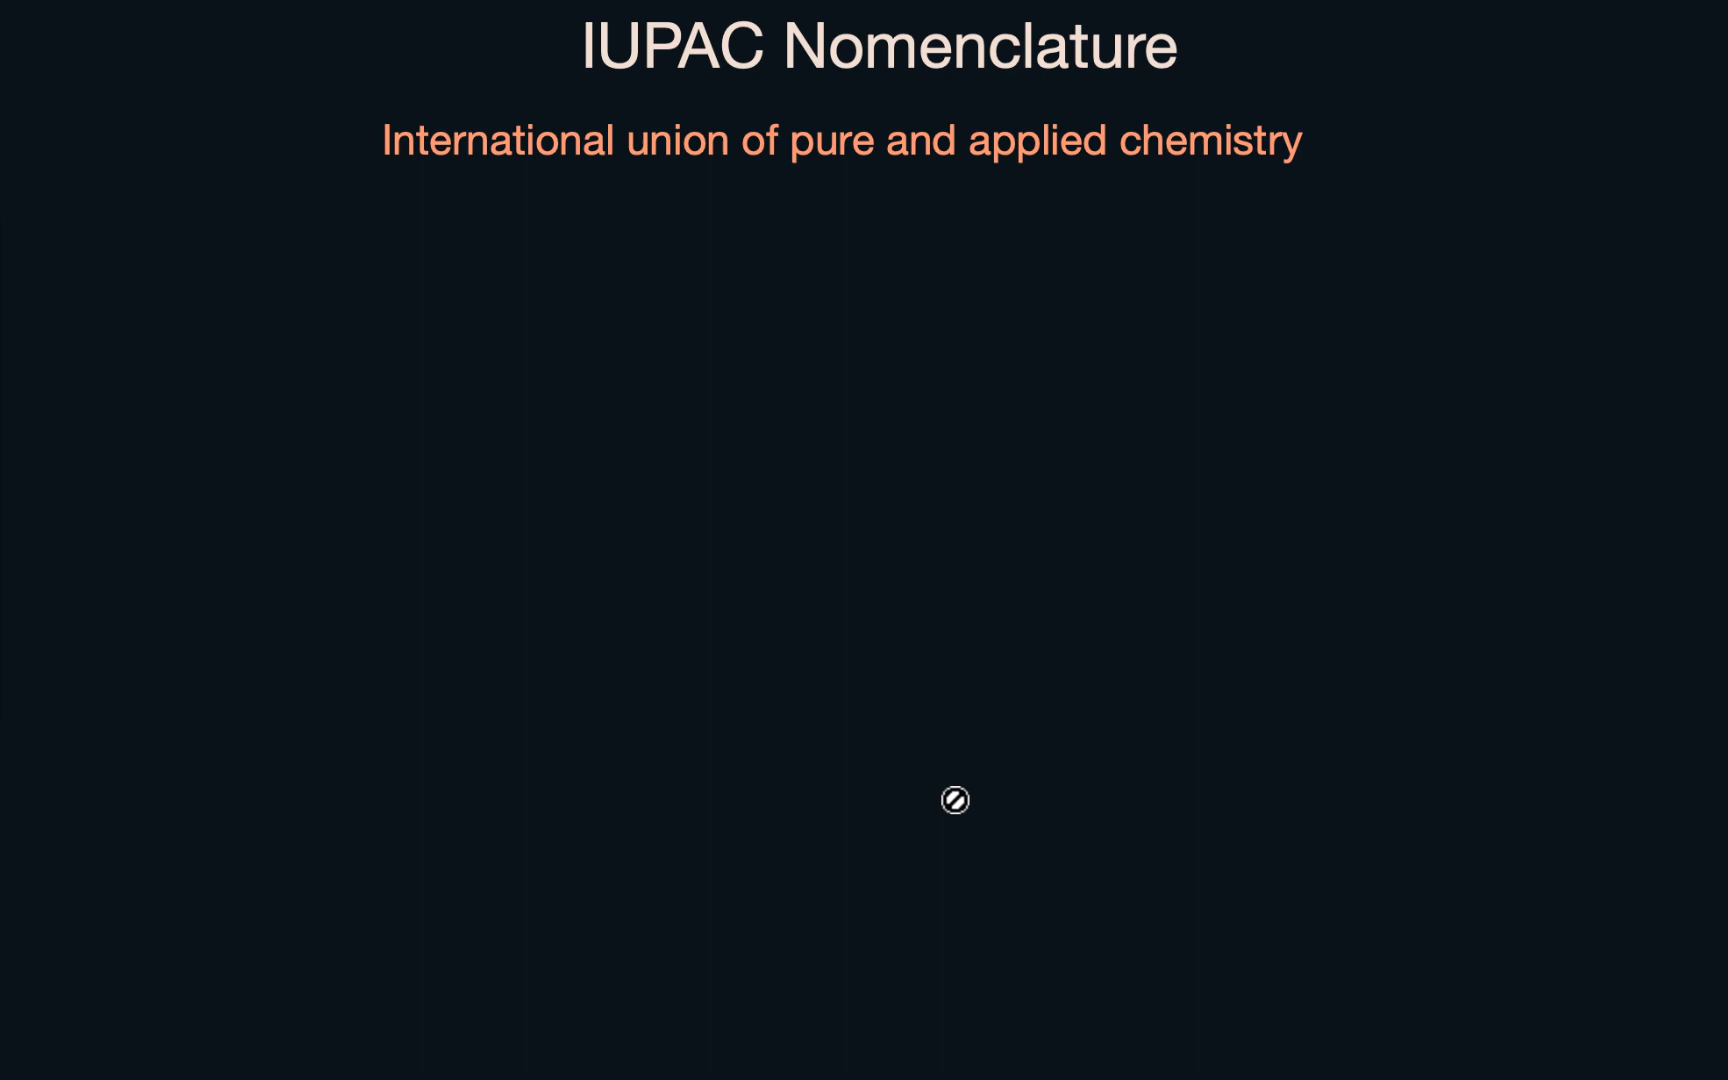 IUPAC Nomenclature
International union of pure and applied chemistry